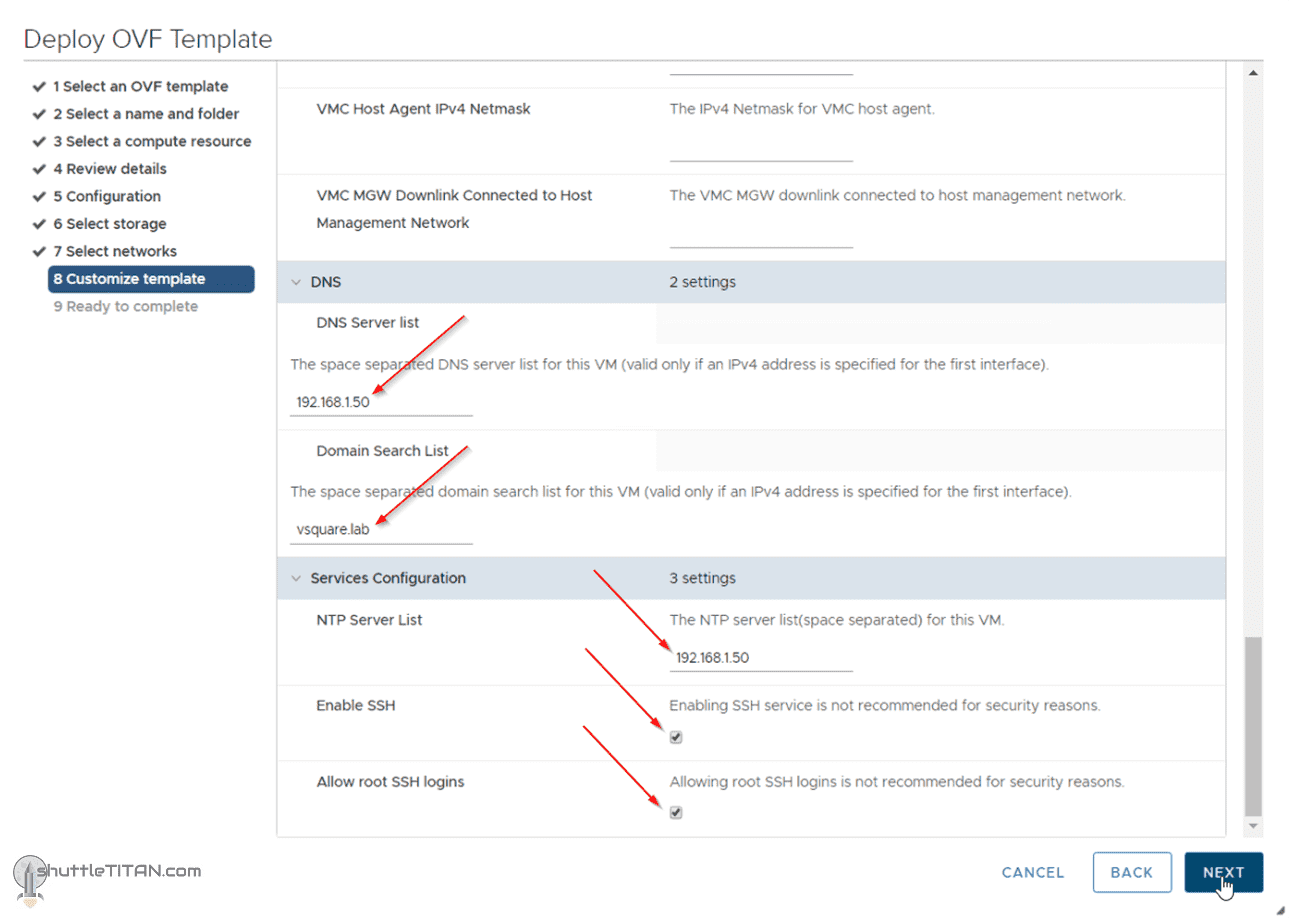 Deploy OVF Template
1 Select an OVF template
2 Select a name and folder
3 Select a compute resource
4 Review details
5 Configuration
6 Select storage
7 Select networks
8 Customize template
9 Ready to complete
VMC Host Agent IPv4 Netmask
The IPv4 Netmask for VMC host agent.
VMC MGW Downlink Connected to Host
Management Network
The VMC MGW downlink connected to host management network.
DNS
2 settings
DNS Server list
The space separated DNS server list for this VM (valid only if an IPv4 address is specified for the first interface).
192.168.1.50
Domain Search List
The space separated domain search list for this VM (valid only if an IPv4 address is specified for the first interface).
vsquare.lab
Services Configuration
3 settings
NTP Server List
The NTP server list(space separated) for this VM.
192.168.1.50
Enable SSH
Enabling SSH service is not recommended for security reasons.
Allow root SSH logins
Allowing root SSH logins is not recommended for security reasons.
shuttleTITAN.com
CANCEL
BACK
NEXT